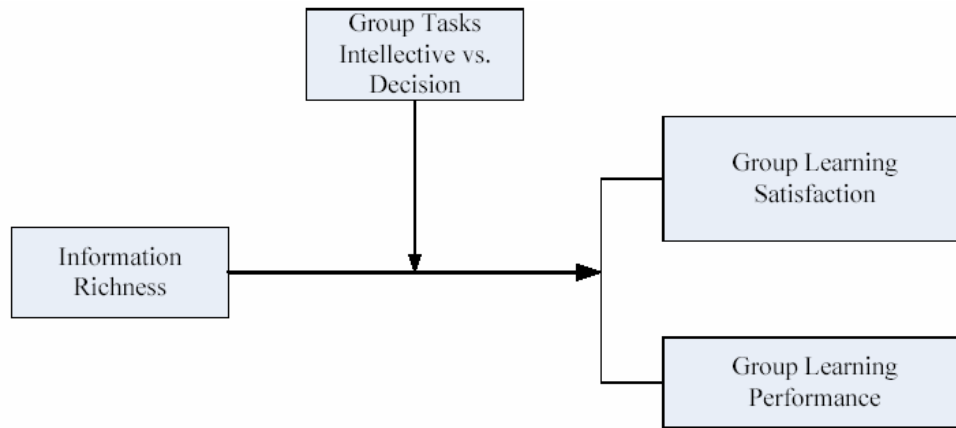 Group Tasks
Intellective vs.
Decision
Group Learning
Satisfaction
Information
Richness
Group Learning
Performance